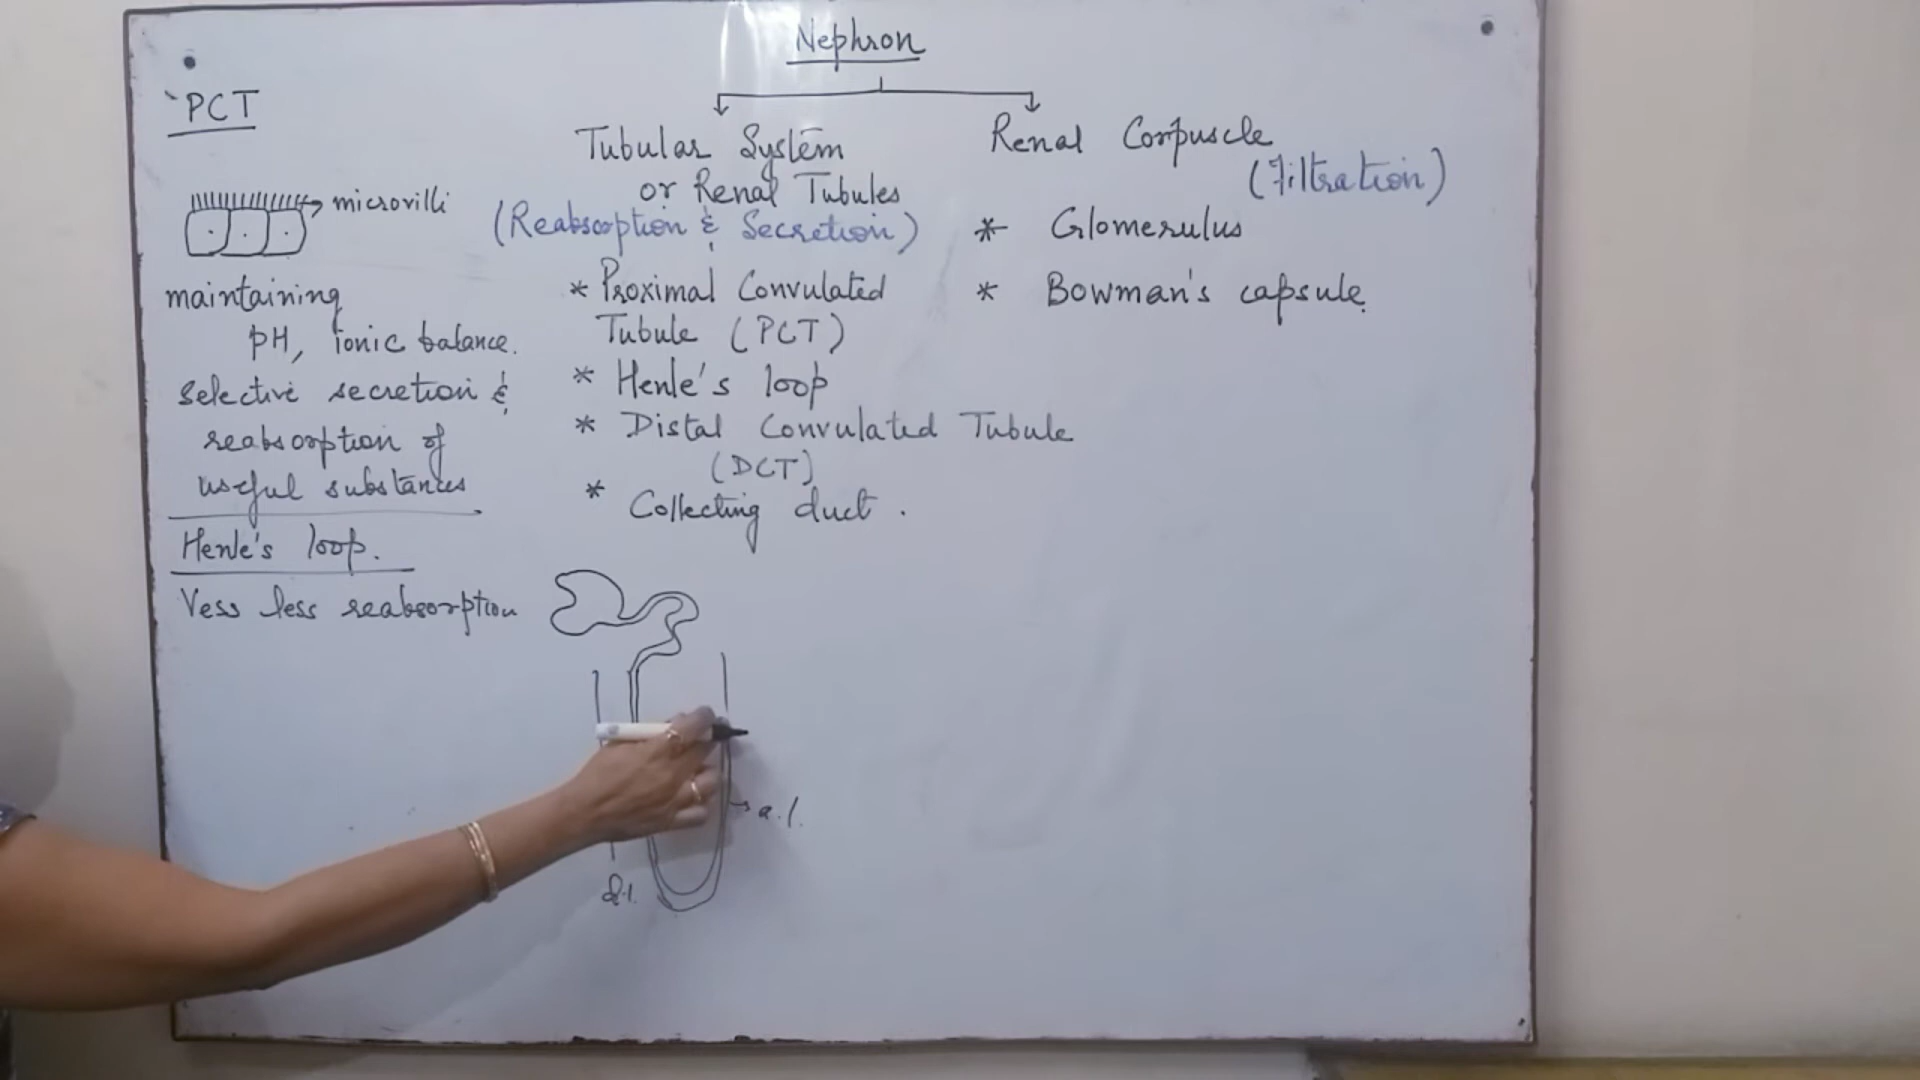 Nephron
PCT
microvilli
maintaining
pH, ionic balance.
selective secretion &
reabsorption of
useful substances
Henle's loop.
Vess less reabsorption
Tubular System
or Renal Tubules
(Reabsorption & Secretion)
* Proximal Convulated
Tubule (PCT)
* Henle's loop
* Distal Convulated Tubule
(DCT)
* Collecting duct.
Renal Corpuscle
(Filtration)
* Glomerulus
* Bowman's capsule.
a.l.
d.l.